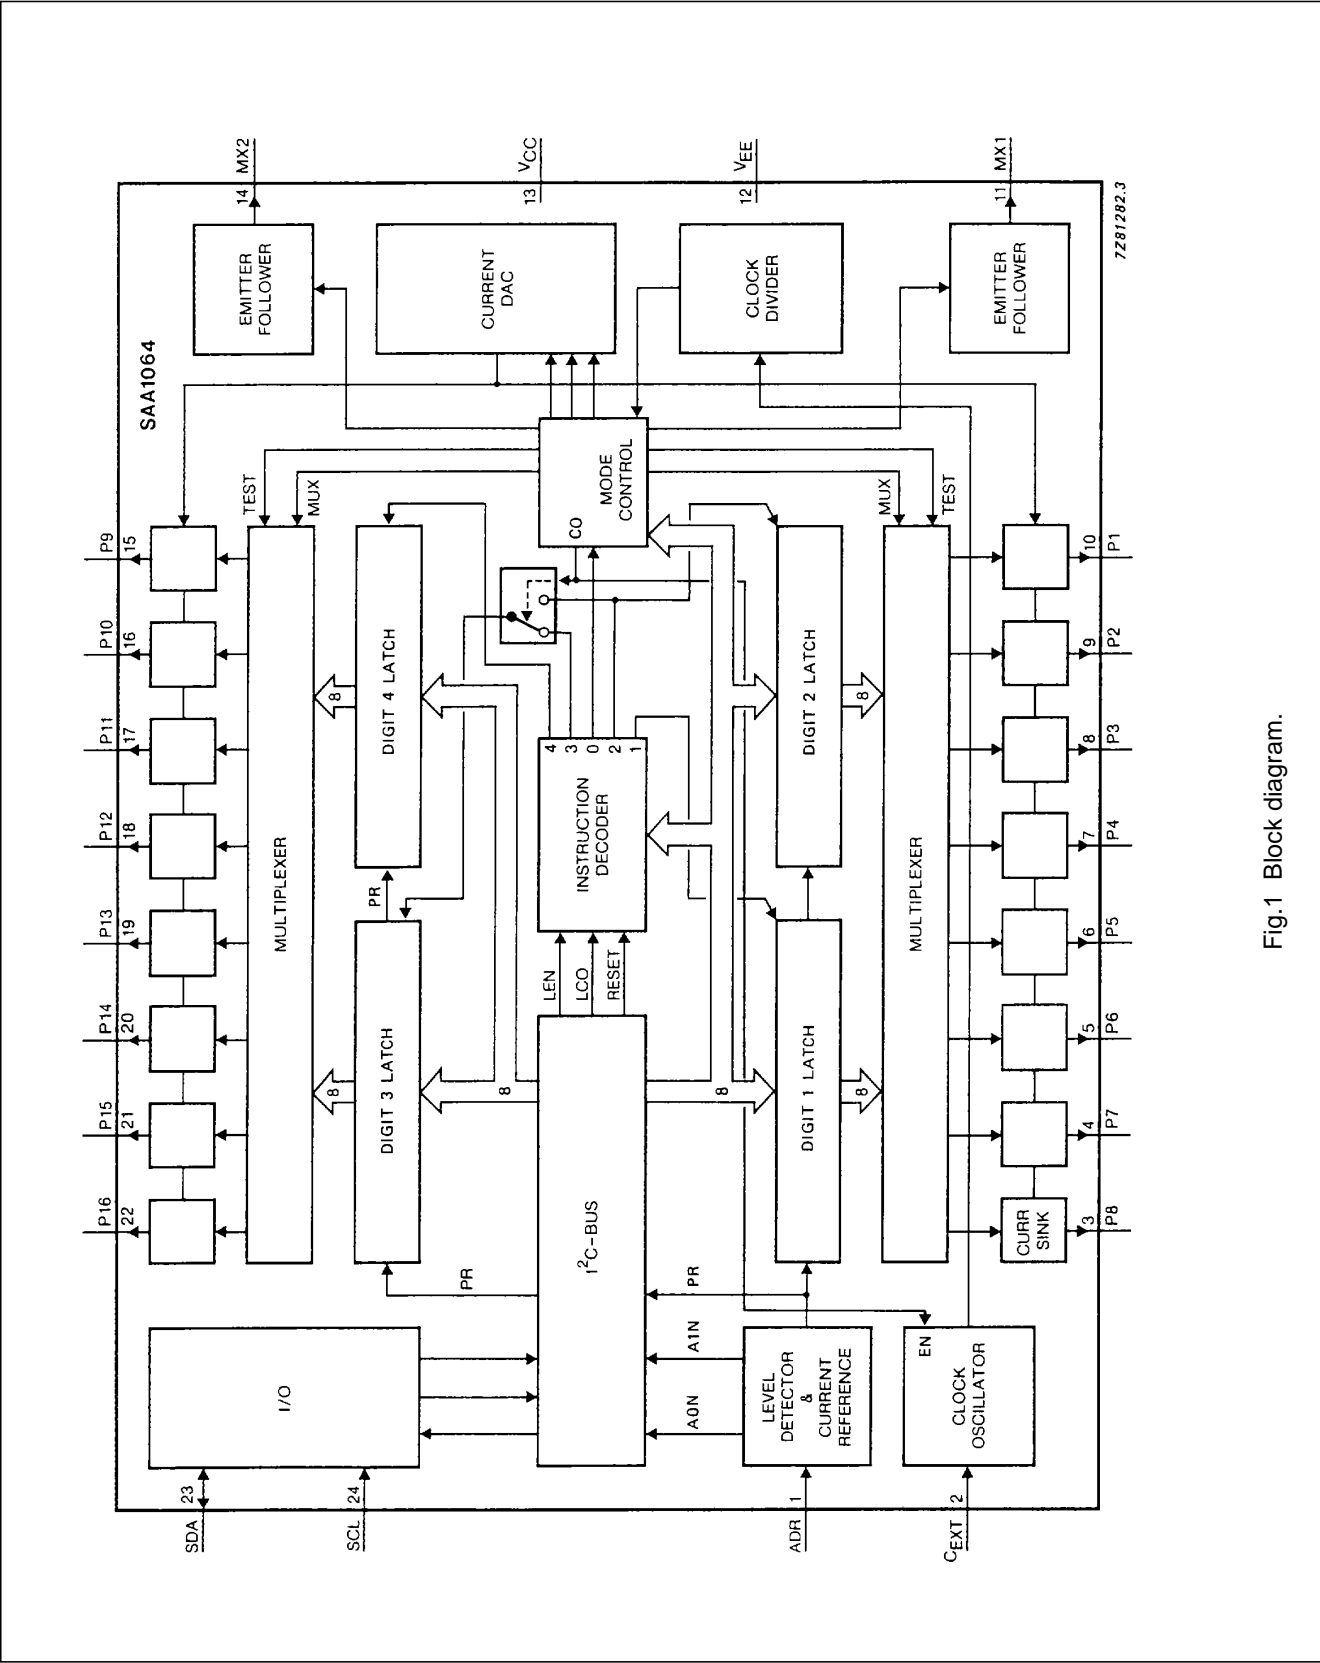 SAA1064
P16
P15
P14
P13
P12
P11
P10
P9
22
21
20
19
18
17
16
15
SDA
23
SCL
24
I/O
MULTIPLEXER
TEST
MUX
8
8
DIGIT 3 LATCH
PR
DIGIT 4 LATCH
PR
8
I²C-BUS
LEN
LCO
RESET
INSTRUCTION
DECODER
4
3
0
2
1
CO
MODE
CONTROL
EMITTER
FOLLOWER
14
MX2
CURRENT
DAC
13
VCC
CLOCK
DIVIDER
12
VEE
EMITTER
FOLLOWER
11
MX1
A0N
A1N
PR
8
ADR
1
LEVEL
DETECTOR
&
CURRENT
REFERENCE
DIGIT 1 LATCH
DIGIT 2 LATCH
8
8
MUX
TEST
CEXT
2
EN
CLOCK
OSCILLATOR
MULTIPLEXER
CURR
SINK
3
4
5
6
7
8
9
10
P8
P7
P6
P5
P4
P3
P2
P1
7Z81282.3
Fig.1 Block diagram.